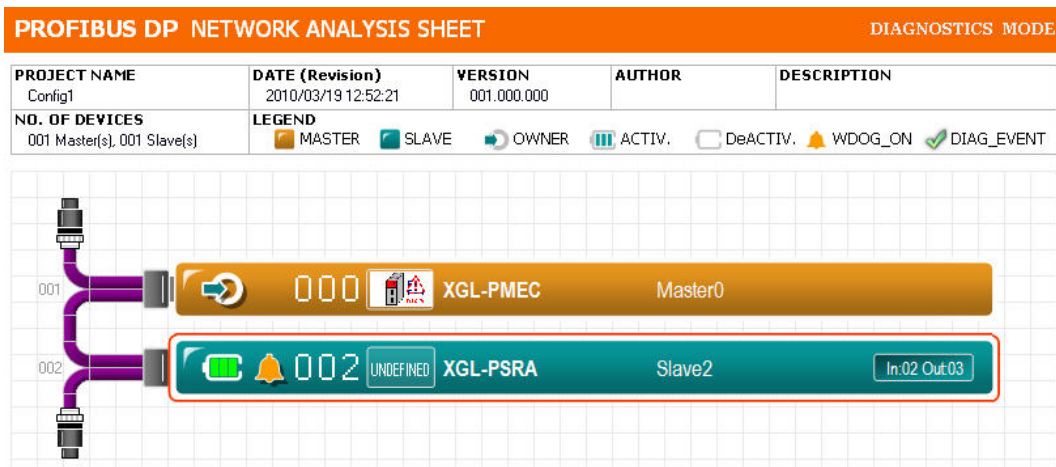 PROFIBUS DP NETWORK ANALYSIS SHEET DIAGNOSTICS MODE
PROJECT NAME DATE (Revision) VERSION AUTHOR DESCRIPTION
Config1 2010/03/19 12:52:21 001.000.000
NO. OF DEVICES LEGEND
001 Master(s), 001 Slave(s) MASTER SLAVE OWNER ACTIV. DeACTIV. WDOG_ON DIAG_EVENT
001 000 XGL-PMEC Master0
002 002 UNDEFINED XGL-PSRA Slave2 In:02 Out:03